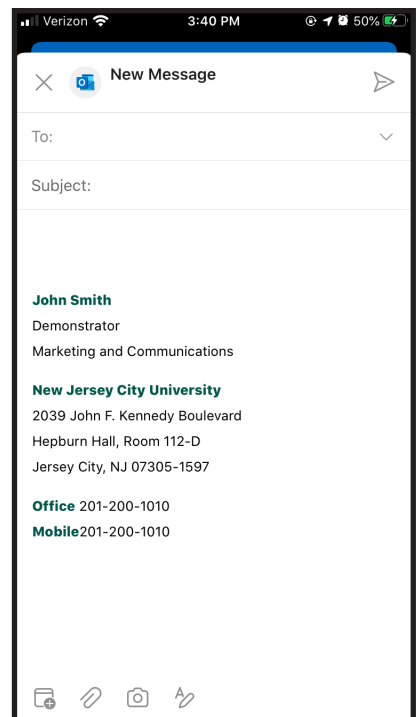 Verizon 3:40 PM 50%
New Message
To:
Subject:
John Smith
Demonstrator
Marketing and Communications
New Jersey City University
2039 John F. Kennedy Boulevard
Hepburn Hall, Room 112-D
Jersey City, NJ 07305-1597
Office 201-200-1010
Mobile201-200-1010